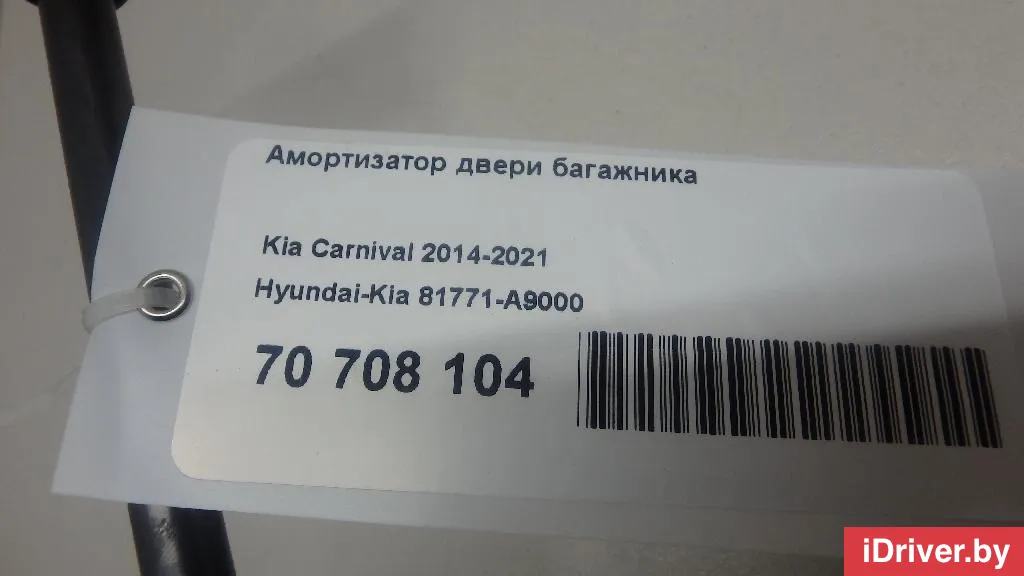 Амортизатор двери багажника
Kia Carnival 2014-2021
Hyundai-Kia 81771-A9000
70 708 104
iDriver.by